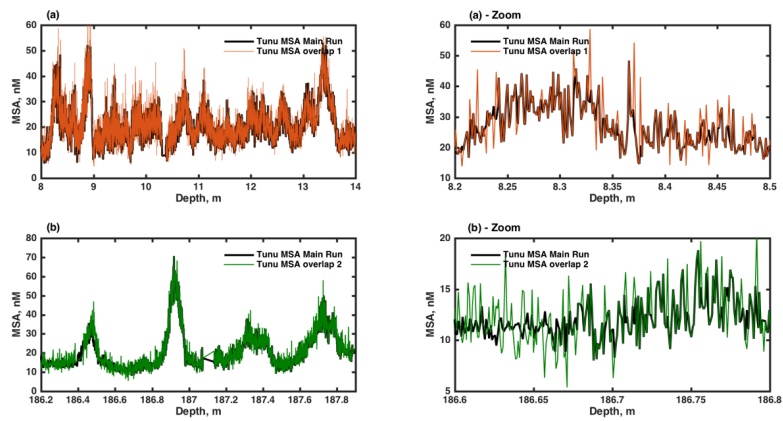 (a)
Tunu MSA Main Run
Tunu MSA overlap 1
MSA, nM
60
50
40
30
20
10
0
8 9 10 11 12 13 14
Depth, m
(a) - Zoom
Tunu MSA Main Run
Tunu MSA overlap 1
MSA, nM
60
50
40
30
20
10
8.2 8.25 8.3 8.35 8.4 8.45 8.5
Depth, m
(b)
Tunu MSA Main Run
Tunu MSA overlap 2
MSA, nM
80
70
60
50
40
30
20
10
0
186.2 186.4 186.6 186.8 187 187.2 187.4 187.6 187.8
Depth, m
(b) - Zoom
Tunu MSA Main Run
Tunu MSA overlap 2
MSA, nM
20
15
10
5
186.6 186.65 186.7 186.75 186.8
Depth, m